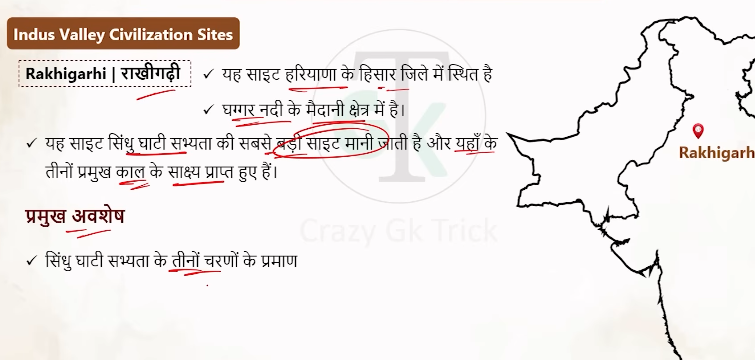 Indus Valley Civilization Sites
Rakhigarhi | राखीगढ़ी
✓ यह साइट हरियाणा के हिसार जिले में स्थित है
✓ घग्गर नदी के मैदानी क्षेत्र में है।
✓ यह साइट सिंधु घाटी सभ्यता की सबसे बड़ी साइट मानी जाती है और यहाँ के
तीनों प्रमुख काल के साक्ष्य प्राप्त हुए हैं।
प्रमुख अवशेष
✓ सिंधु घाटी सभ्यता के तीनों चरणों के प्रमाण
Rakhigarh
Crazy Gk Trick